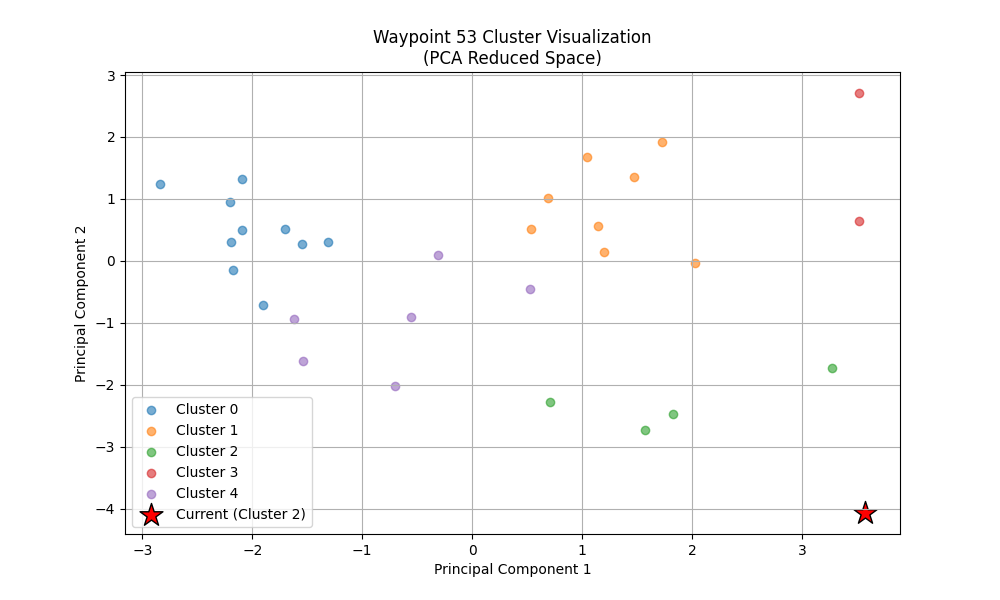 Waypoint 53 Cluster Visualization
(PCA Reduced Space)
Principal Component 2
3
2
1
0
−1
−2
−3
−4
Cluster 0
Cluster 1
Cluster 2
Cluster 3
Cluster 4
Current (Cluster 2)
−3
−2
−1
0
1
2
3
Principal Component 1